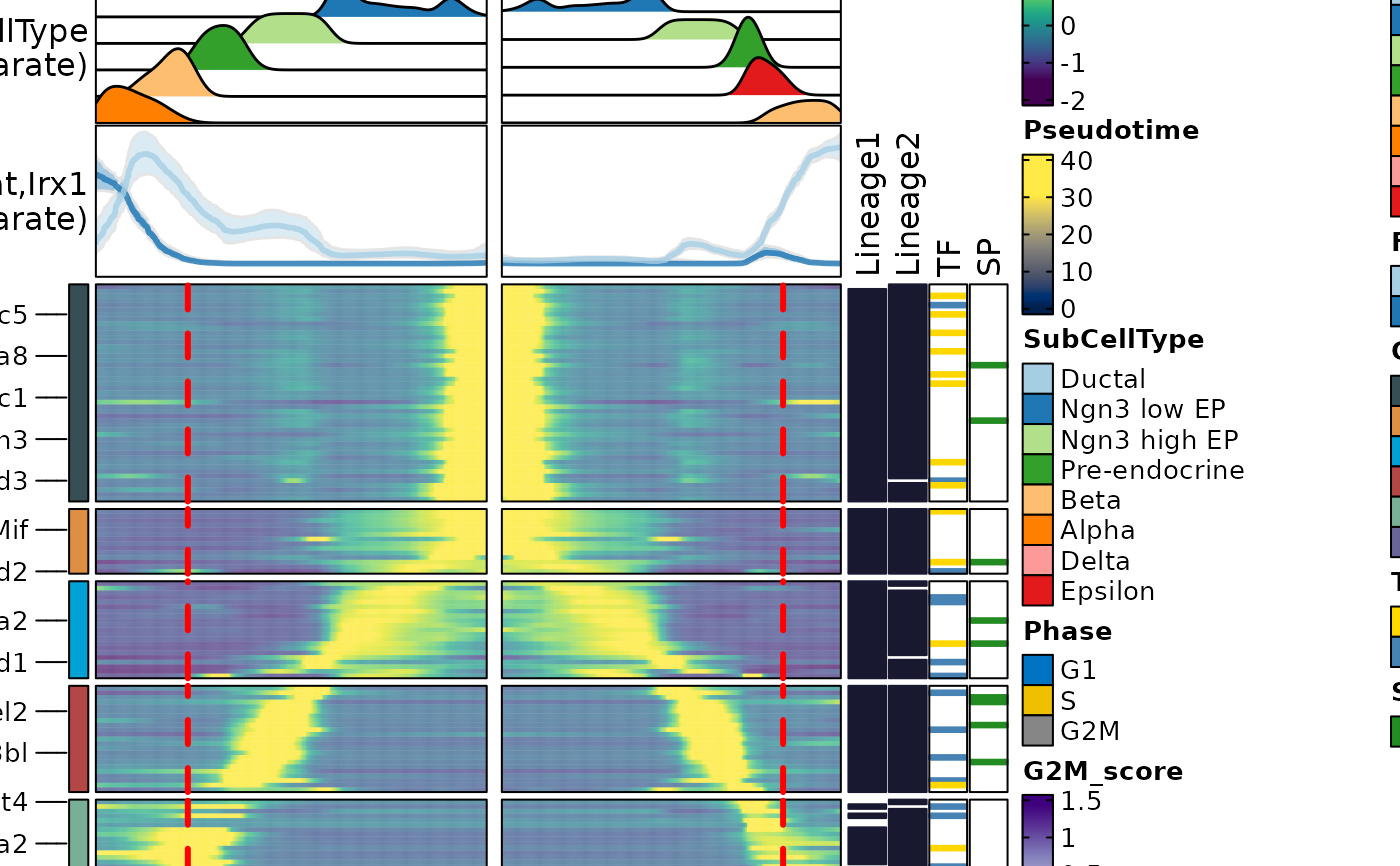 llType
arate)
nt,Irx1
arate)
c5
a8
c1
n3
d3
Mif
d2
a2
d1
el2
3bl
t4
a2
Lineage1
Lineage2
TF
SP
0
-1
-2
Pseudotime
40
30
20
10
0
SubCellType
Ductal
Ngn3 low EP
Ngn3 high EP
Pre-endocrine
Beta
Alpha
Delta
Epsilon
Phase
G1
S
G2M
G2M_score
1.5
1